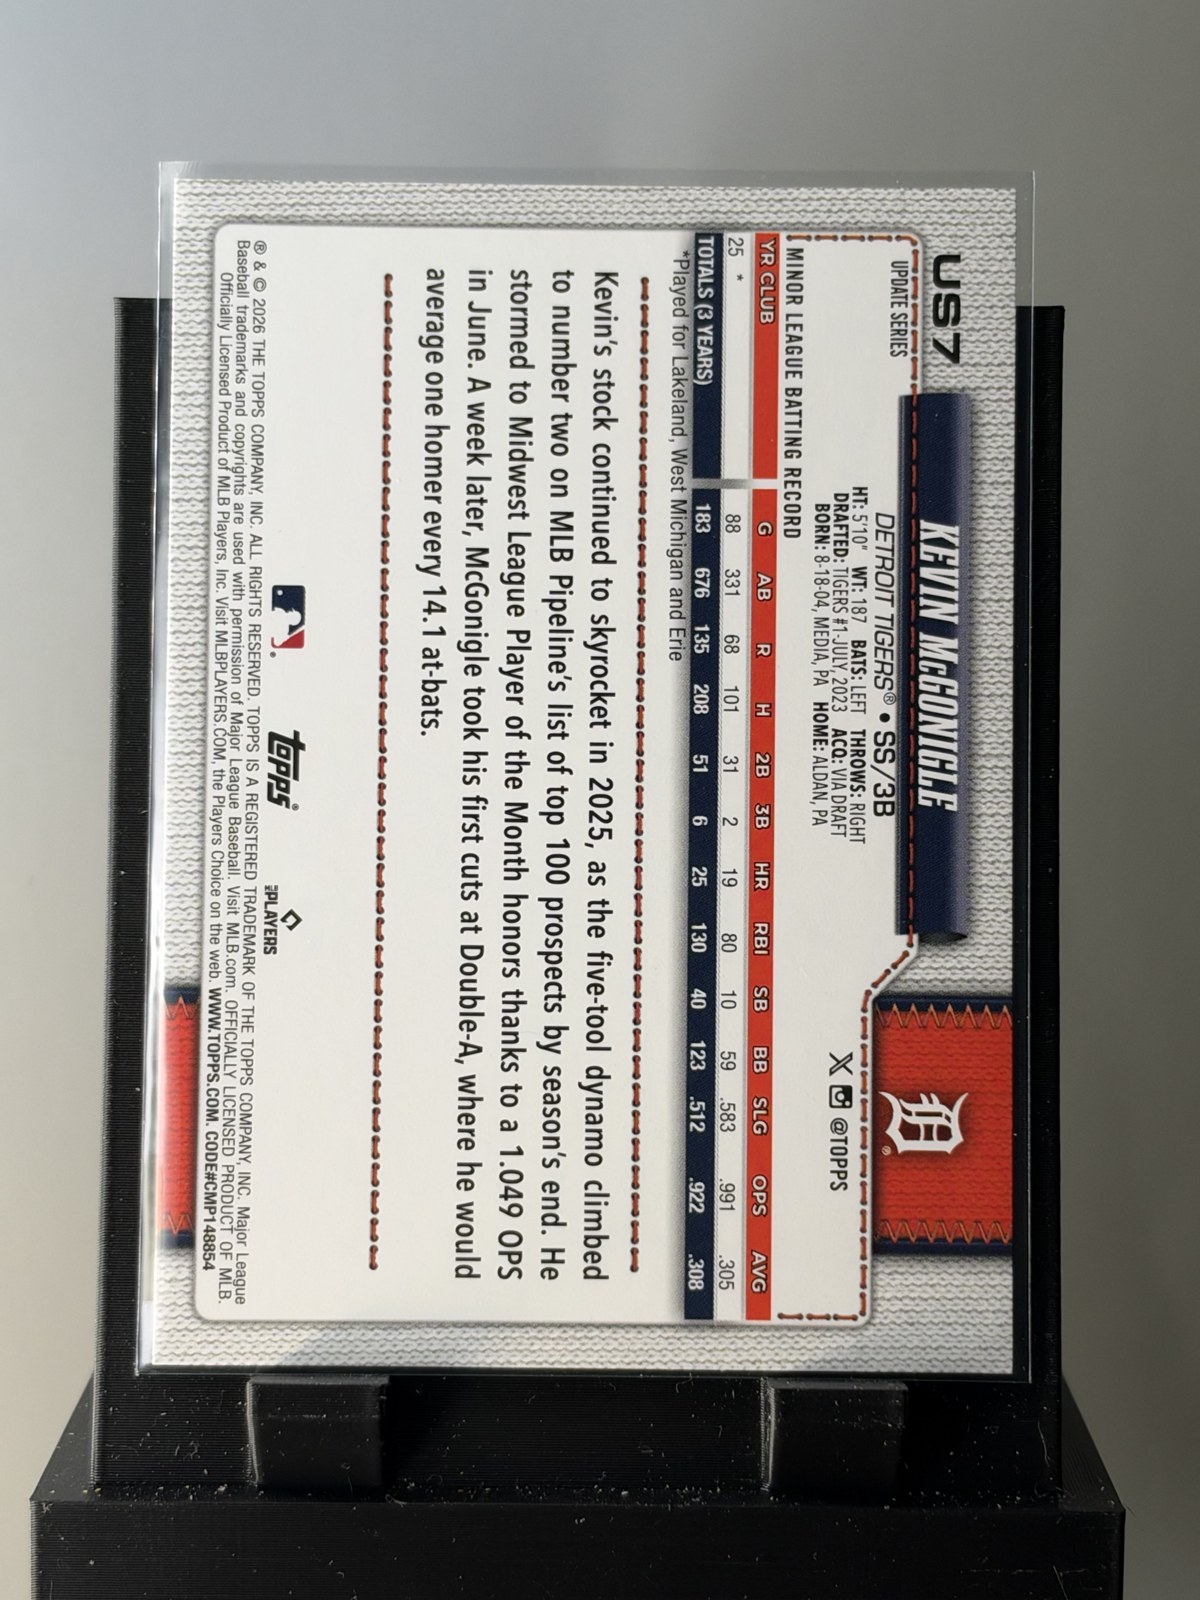 US7
UPDATE SERIES
KEVIN McGONIGLE
DETROIT TIGERS® • SS/3B
HT: 5'10" WT: 187 BATS: LEFT THROWS: RIGHT
DRAFTED: TIGERS #1-JULY, 2023 ACQ: VIA DRAFT
BORN: 8-18-04, MEDIA, PA HOME: ALDAN, PA
D®
X @TOPPS
MINOR LEAGUE BATTING RECORD
YR CLUB G AB R H 2B 3B HR RBI SB BB SLG OPS AVG
25 * 88 331 68 101 31 2 19 80 10 59 .583 .991 .305
TOTALS (3 YEARS) 183 676 135 208 51 6 25 130 40 123 .512 .922 .308
*Played for Lakeland, West Michigan and Erie
Kevin's stock continued to skyrocket in 2025, as the five-tool dynamo climbed
to number two on MLB Pipeline's list of top 100 prospects by season's end. He
stormed to Midwest League Player of the Month honors thanks to a 1.049 OPS
in June. A week later, McGonigle took his first cuts at Double-A, where he would
average one homer every 14.1 at-bats.
topps®
PLAYERS
® & © 2026 THE TOPPS COMPANY, INC. ALL RIGHTS RESERVED. TOPPS IS A REGISTERED TRADEMARK OF THE TOPPS COMPANY, INC. Major League
Baseball trademarks and copyrights are used with permission of Major League Baseball. Visit MLB.com. OFFICIALLY LICENSED PRODUCT OF MLB.
Officially Licensed Product of MLB Players, Inc. Visit MLBPLAYERS.COM, the Players Choice on the web. WWW.TOPPS.COM. CODE#CMP148854